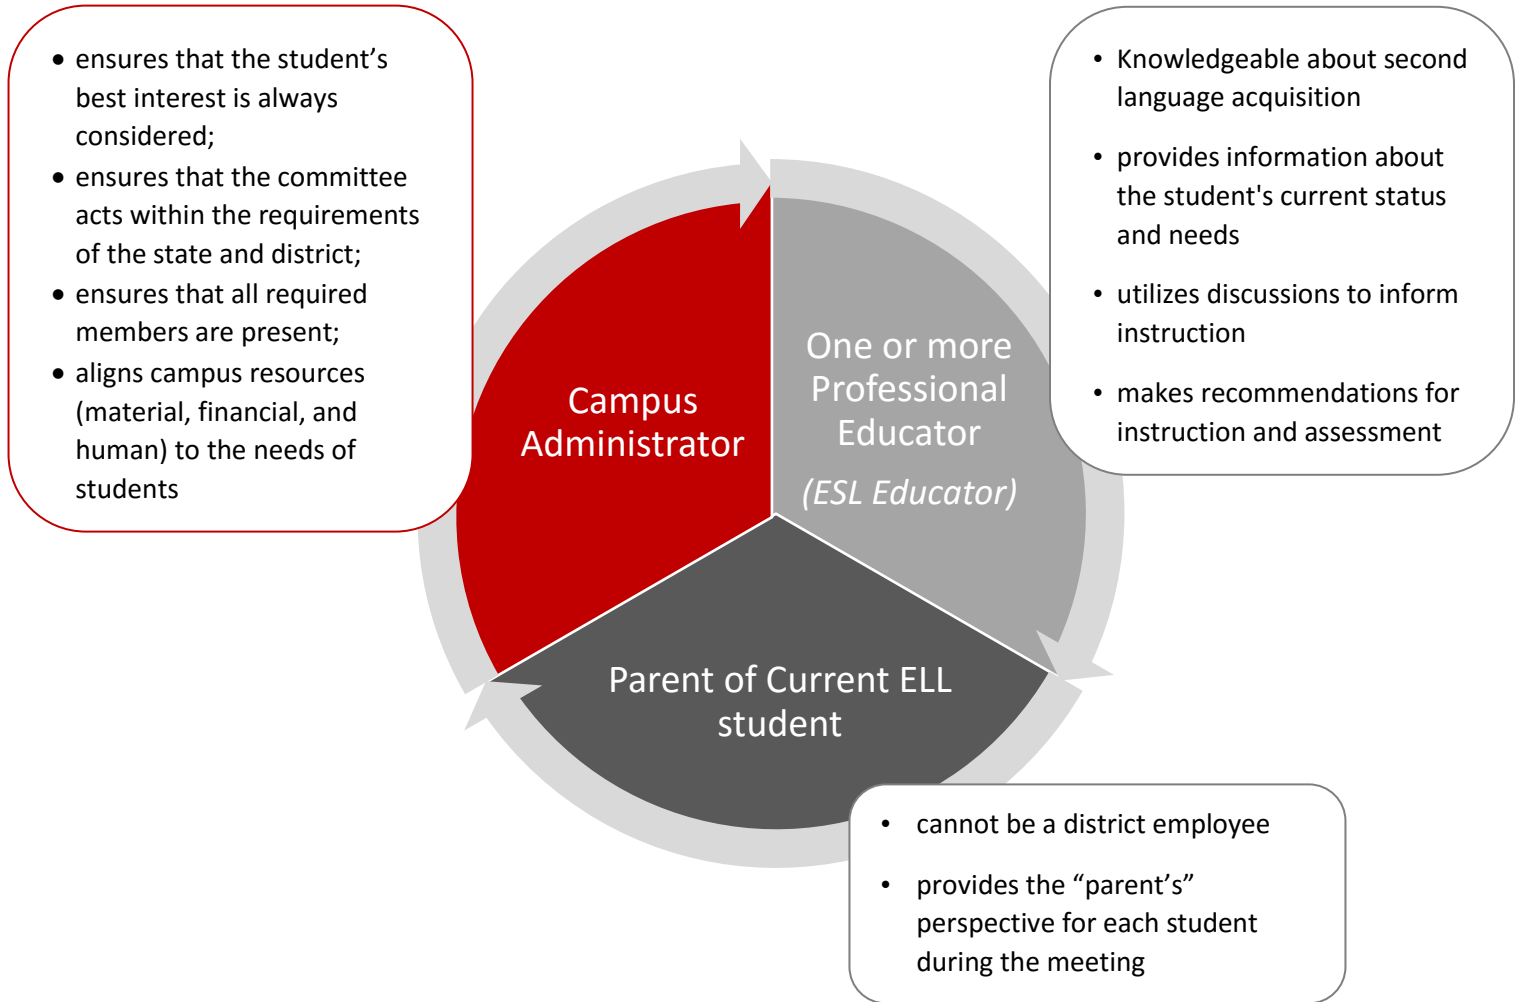 • ensures that the student’s
best interest is always
considered;
• ensures that the committee
acts within the requirements
of the state and district;
• ensures that all required
members are present;
• aligns campus resources
(material, financial, and
human) to the needs of
students
Campus
Administrator
One or more
Professional
Educator
(ESL Educator)
• Knowledgeable about second
language acquisition
• provides information about
the student's current status
and needs
• utilizes discussions to inform
instruction
• makes recommendations for
instruction and assessment
Parent of Current ELL
student
• cannot be a district employee
• provides the “parent’s”
perspective for each student
during the meeting